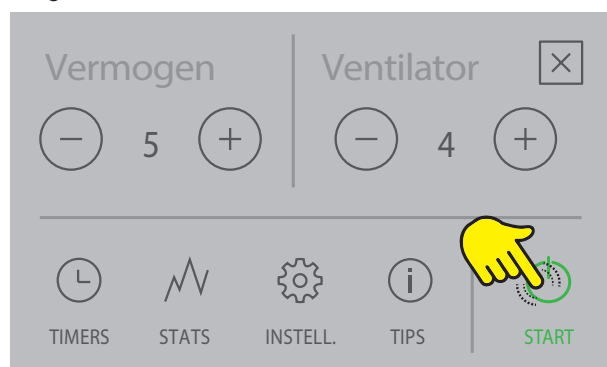 Vermogen Ventilator
− 5 + − 4 +
TIMERS STATS INSTELL. TIPS START